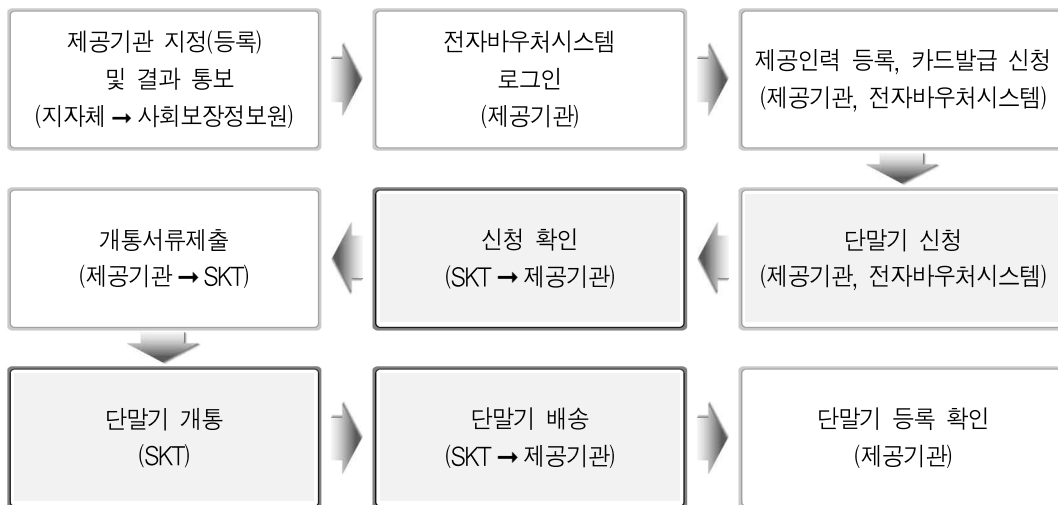 제공기관 지정(등록)
및 결과 통보
(지자체 → 사회보장정보원)
전자바우처시스템
로그인
(제공기관)
제공인력 등록, 카드발급 신청
(제공기관, 전자바우처시스템)
단말기 신청
(제공기관, 전자바우처시스템)
신청 확인
(SKT → 제공기관)
개통서류제출
(제공기관 → SKT)
단말기 개통
(SKT)
단말기 배송
(SKT → 제공기관)
단말기 등록 확인
(제공기관)